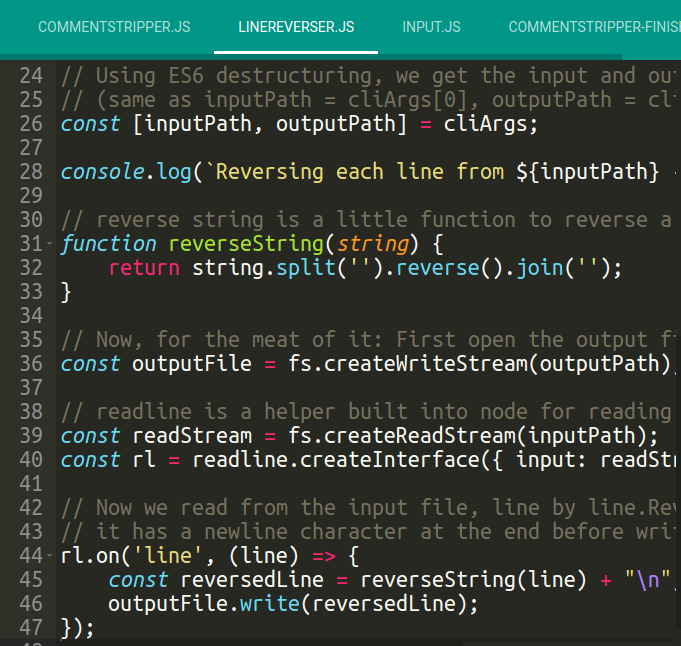 COMMENTSTRIPPER.JS LINEREVERSER.JS INPUT.JS COMMENTSTRIPPER-FINIS
24 // Using ES6 destructuring, we get the input and ou
25 // (same as inputPath = cliArgs[0], outputPath = cl
26 const [inputPath, outputPath] = cliArgs;
27
28 console.log(`Reversing each line from ${inputPath}
29
30 // reverse string is a little function to reverse a
31 function reverseString(string) {
32 return string.split('').reverse().join('');
33 }
34
35 // Now, for the meat of it: First open the output f
36 const outputFile = fs.createWriteStream(outputPath)
37
38 // readline is a helper built into node for reading
39 const readStream = fs.createReadStream(inputPath);
40 const rl = readline.createInterface({ input: readSt
41
42 // Now we read from the input file, line by line.Re
43 // it has a newline character at the end before wri
44 rl.on('line', (line) => {
45 const reversedLine = reverseString(line) + "\n"
46 outputFile.write(reversedLine);
47 });